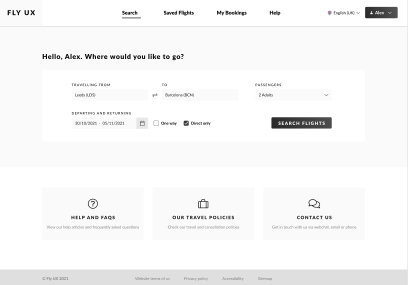 FLY UX
Search
Saved Flights
My Bookings
Help
English (UK)
Alex
Hello, Alex. Where would you like to go?
TRAVELLING FROM
TO
PASSENGERS
Leeds (LDS)
Barcelona (BCN)
2 Adults
DEPARTING AND RETURNING
30/10/2021 - 05/11/2021
One way
Direct only
SEARCH FLIGHTS
HELP AND FAQS
View our help articles and frequently asked questions
OUR TRAVEL POLICIES
Check our travel and cancellation policies
CONTACT US
Get in touch with us via webchat, email or phone
© Fly UX 2021
Website terms of us
Privacy policy
Accessibility
Sitemap